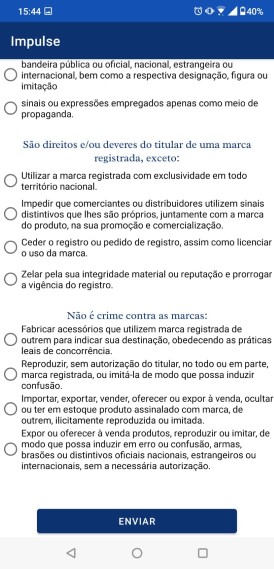 15:44
40%
Impulse
bandeira pública ou oficial, nacional, estrangeira ou
internacional, bem como a respectiva designação, figura ou
imitação
sinais ou expressões empregados apenas como meio de
propaganda.
São direitos e/ou deveres do titular de uma marca
registrada, exceto:
Utilizar a marca registrada com exclusividade em todo
território nacional.
Impedir que comerciantes ou distribuidores utilizem sinais
distintivos que lhes são próprios, juntamente com a marca
do produto, na sua promoção e comercialização.
Ceder o registro ou pedido de registro, assim como licenciar
o uso da marca.
Zelar pela sua integridade material ou reputação e prorrogar
a vigência do registro.
Não é crime contra as marcas:
Fabricar acessórios que utilizem marca registrada de
outrem para indicar sua destinação, obedecendo as práticas
leais de concorrência.
Reproduzir, sem autorização do titular, no todo ou em parte,
marca registrada, ou imitá-la de modo que possa induzir
confusão.
Importar, exportar, vender, oferecer ou expor à venda, ocultar
ou ter em estoque produto assinalado com marca, de
outrem, ilicitamente reproduzida ou imitada.
Expor ou oferecer à venda produtos, reproduzir ou imitar, de
modo que possa induzir em erro ou confusão, armas,
brasões ou distintivos oficiais nacionais, estrangeiros ou
internacionais, sem a necessária autorização.
ENVIAR